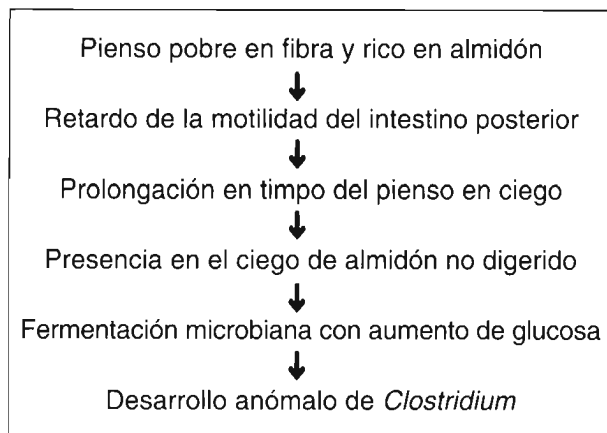 Pienso pobre en fibra y rico en almidón
Retardo de la motilidad del intestino posterior
Prolongación en timpo del pienso en ciego
Presencia en el ciego de almidón no digerido
Fermentación microbiana con aumento de glucosa
Desarrollo anómalo de Clostridium